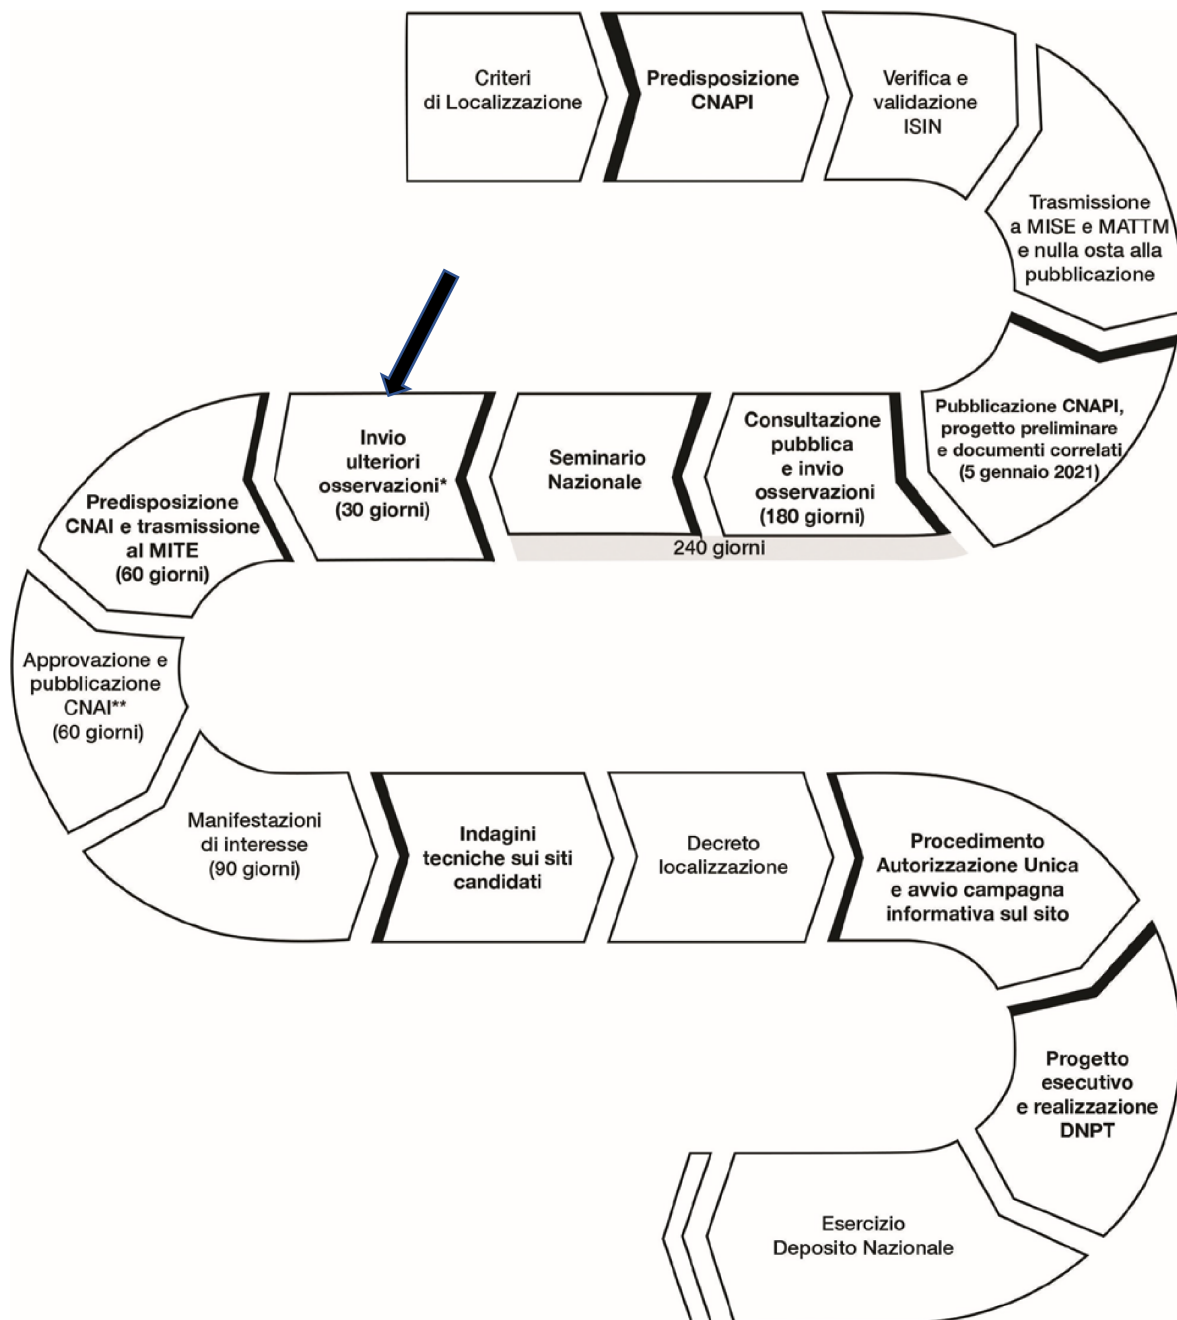 Criteri
di Localizzazione
Predisposizione
CNAPI
Verifica e
validazione
ISIN
Trasmissione
a MISE e MATTM
e nulla osta alla
pubblicazione
Pubblicazione CNAPI,
progetto preliminare
e documenti correlati
(5 gennaio 2021)
Consultazione
pubblica
e invio
osservazioni
(180 giorni)
Seminario
Nazionale
240 giorni
Invio
ulteriori
osservazioni*
(30 giorni)
Predisposizione
CNAI e trasmissione
al MITE
(60 giorni)
Approvazione e
pubblicazione
CNAI**
(60 giorni)
Manifestazioni
di interesse
(90 giorni)
Indagini
tecniche sui siti
candidati
Decreto
localizzazione
Procedimento
Autorizzazione Unica
e avvio campagna
informativa sul sito
Progetto
esecutivo
e realizzazione
DNPT
Esercizio
Deposito Nazionale